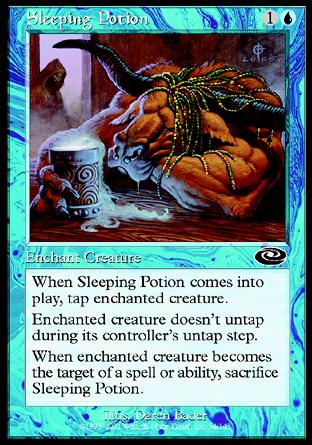 Sleeping Potion 1
2000
Enchant Creature
When Sleeping Potion comes into
play, tap enchanted creature.
Enchanted creature doesn't untap
during its controller's untap step.
When enchanted creature becomes
the target of a spell or ability, sacrifice
Sleeping Potion.
Illus. Daren Bader